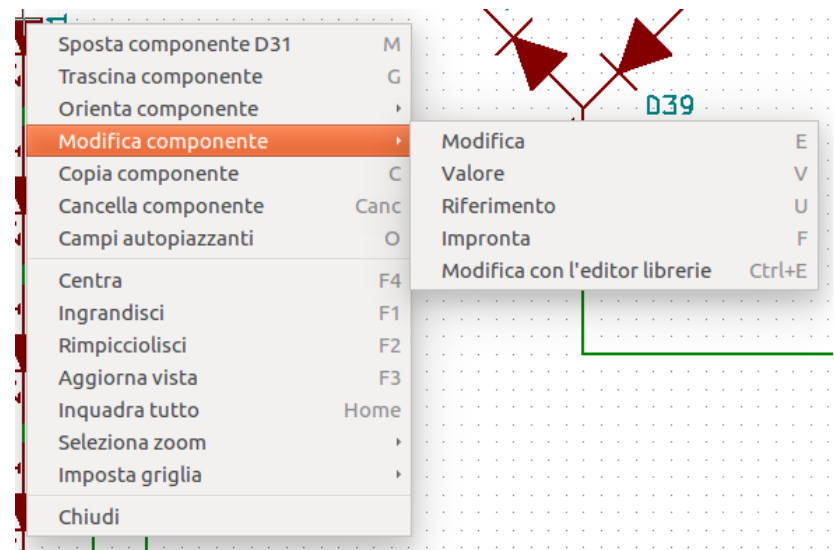 Sposta componente D31 M
Trascina componente G
Orienta componente
D39
Modifica componente
Modifica E
Copia componente C
Valore V
Cancella componente Canc
Riferimento U
Campi autopiazzanti O
Impronta F
Modifica con l'editor librerie Ctrl+E
Centra F4
Ingrandisci F1
Rimpicciolisci F2
Aggiorna vista F3
Inquadra tutto Home
Seleziona zoom
Imposta griglia
Chiudi